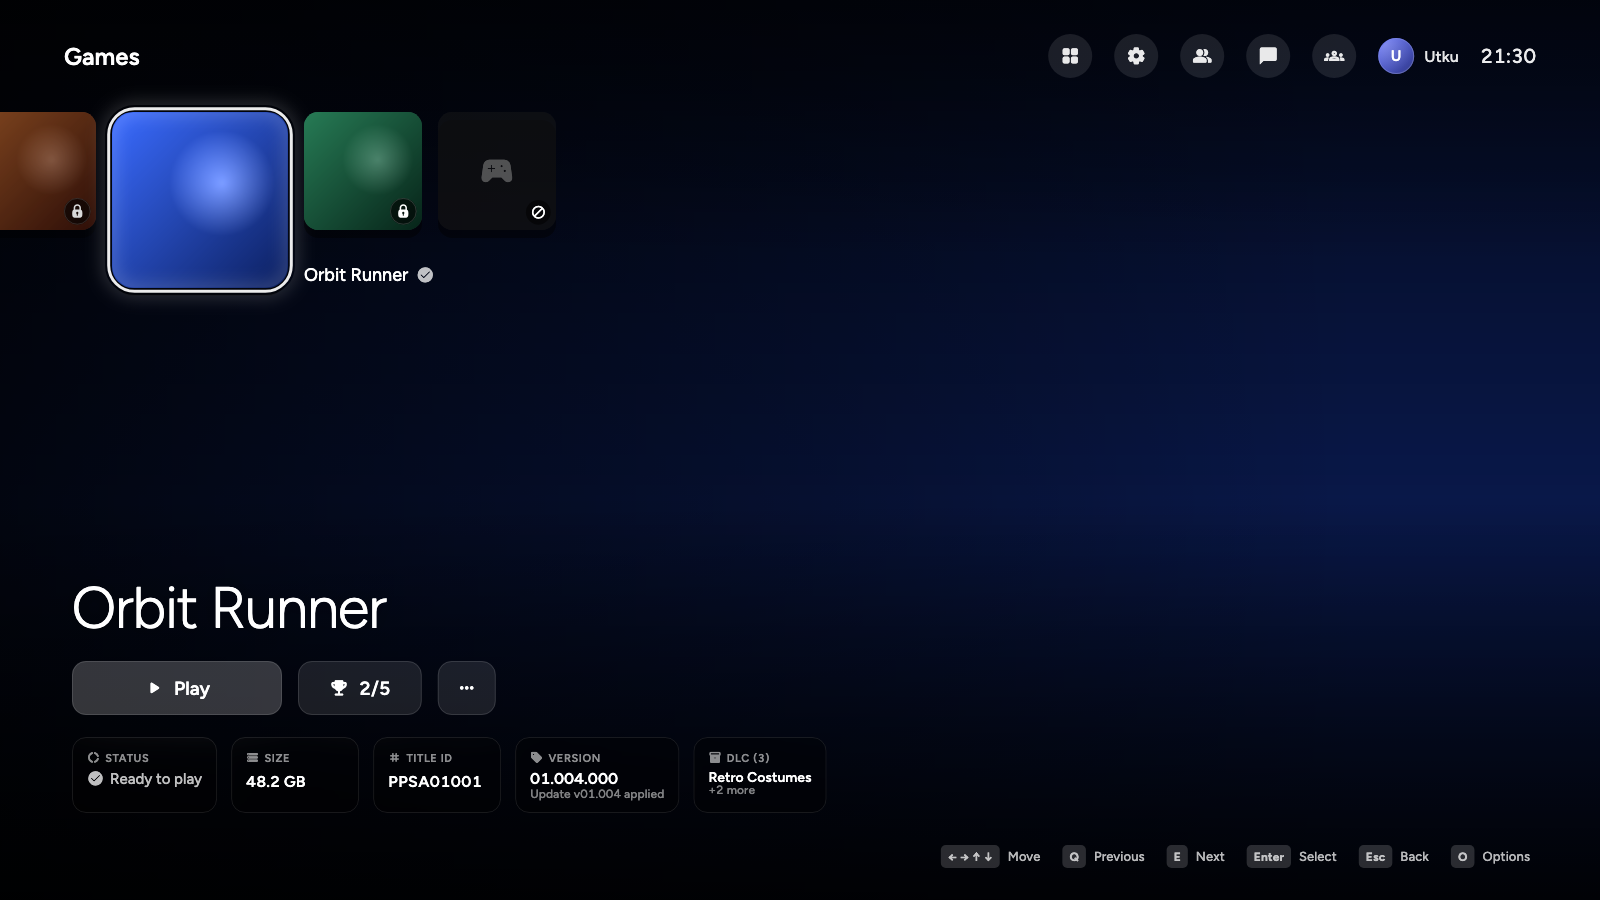 Games
U Utku 21:30
Orbit Runner
Orbit Runner
Play
2/5
STATUS
Ready to play
SIZE
48.2 GB
TITLE ID
PPSA01001
VERSION
01.004.000
Update v01.004 applied
DLC (3)
Retro Costumes
+2 more
←→↑↓ Move Q Previous E Next Enter Select Esc Back O Options